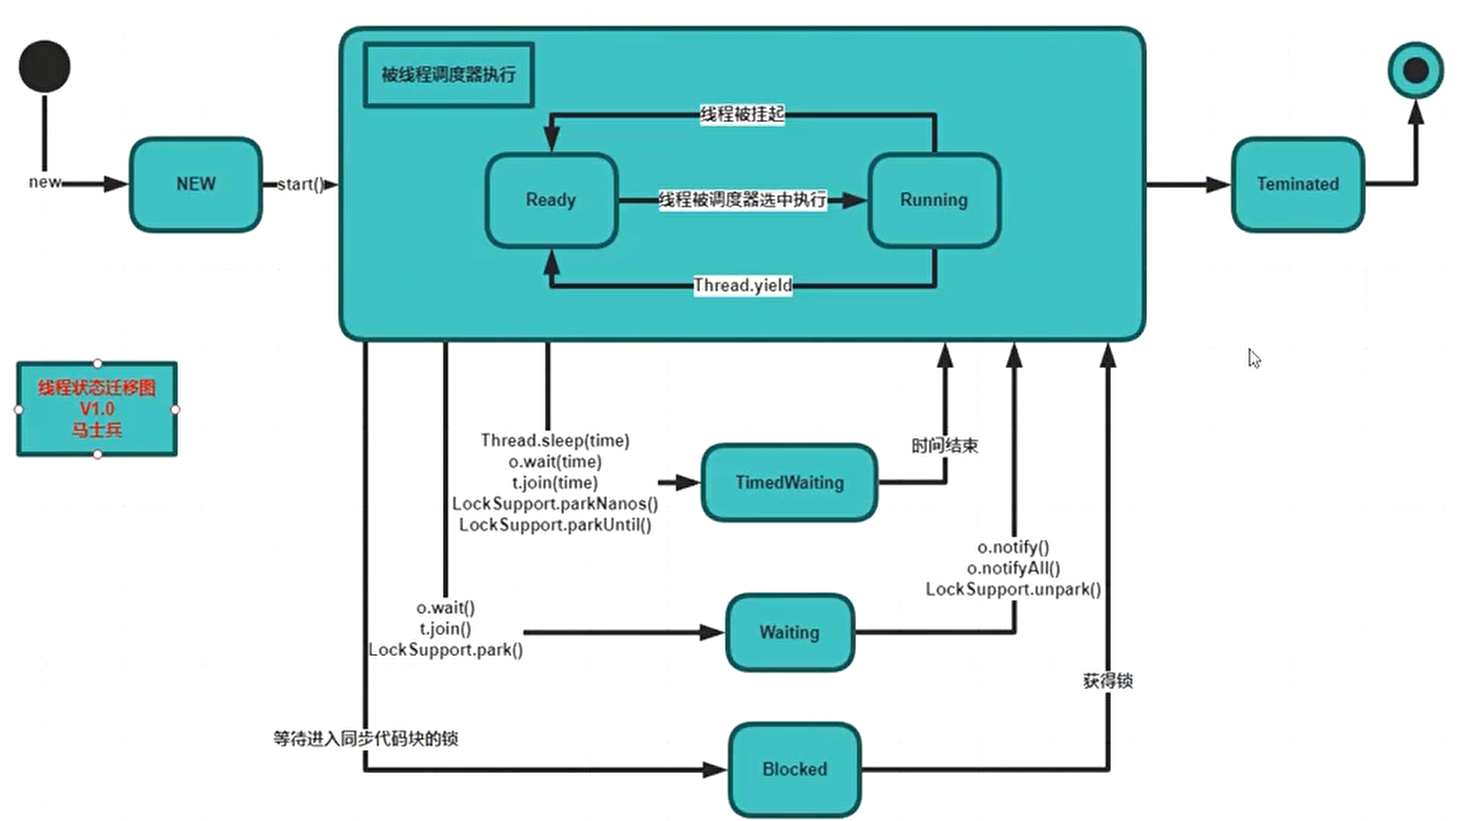 被线程调度器执行
线程被挂起
new
NEW
start()
Ready
线程被调度器选中执行
Running
Thread.yield
Teminated
线程状态迁移图
V1.0
马士兵
Thread.sleep(time)
o.wait(time)
t.join(time)
LockSupport.parkNanos()
LockSupport.parkUntil()
TimedWaiting
时间结束
o.wait()
t.join()
LockSupport.park()
Waiting
o.notify()
o.notifyAll()
LockSupport.unpark()
等待进入同步代码块的锁
Blocked
获得锁